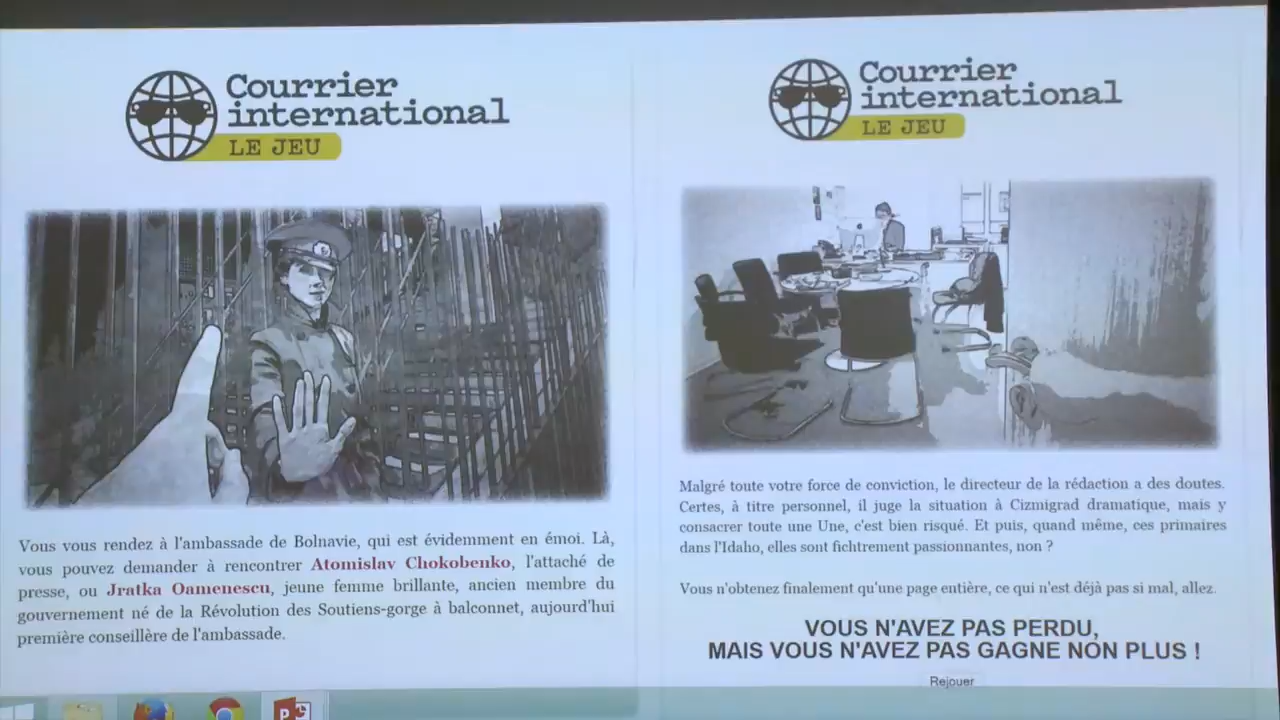 Courrier
international
LE JEU
Vous vous rendez à l'ambassade de Bolnavie, qui est évidemment en émoi. Là,
vous pouvez demander à rencontrer Atomislav Chokobenko, l'attaché de
presse, ou Jratka Oamenescu, jeune femme brillante, ancien membre du
gouvernement né de la Révolution des Soutiens-gorge à balconnet, aujourd'hui
première conseillère de l'ambassade.
Courrier
international
LE JEU
Malgré toute votre force de conviction, le directeur de la rédaction a des doutes.
Certes, à titre personnel, il juge la situation à Cizmigrad dramatique, mais y
consacrer toute une Une, c'est bien risqué. Et puis, quand même, ces primaires
dans l'Idaho, elles sont fichtrement passionnantes, non ?
Vous n'obtenez finalement qu'une page entière, ce qui n'est déjà pas si mal, allez.
VOUS N'AVEZ PAS PERDU,
MAIS VOUS N'AVEZ PAS GAGNE NON PLUS !
Rejouer